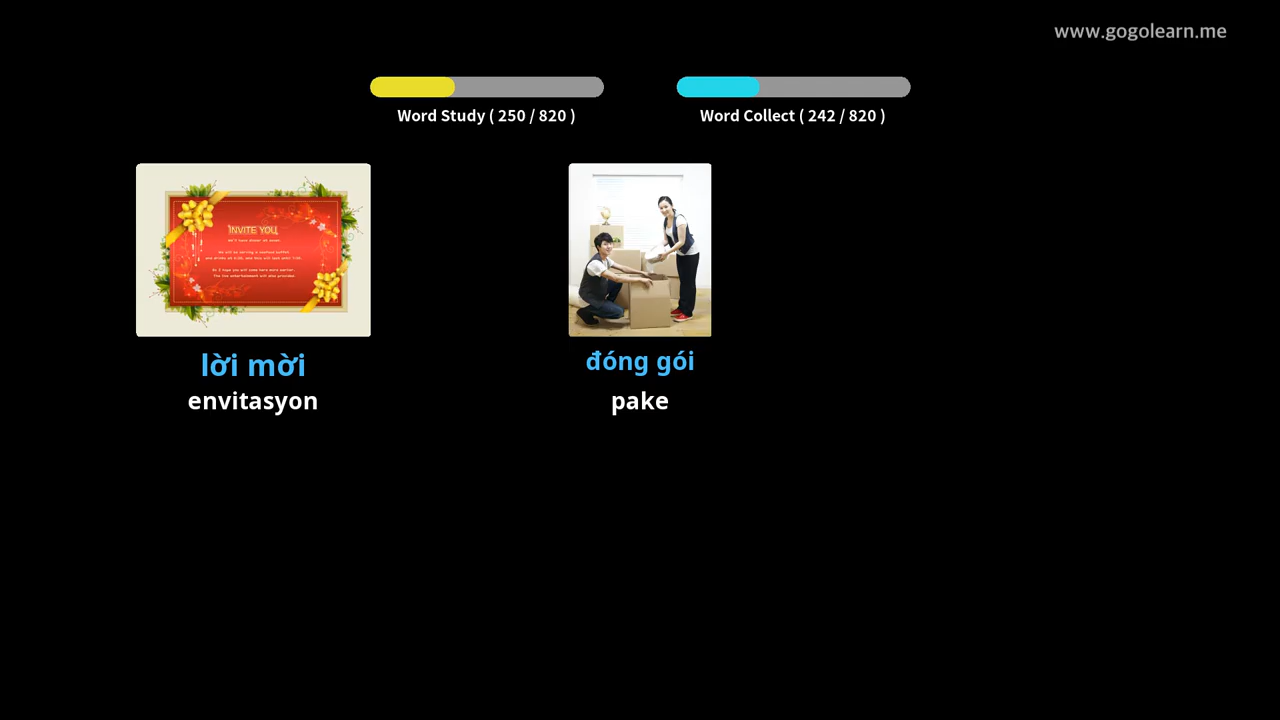 www.gogolearn.me
Word Study ( 250 / 820 )
Word Collect ( 242 / 820 )
INVITE YOU
lời mời
envitasyon
đóng gói
pake